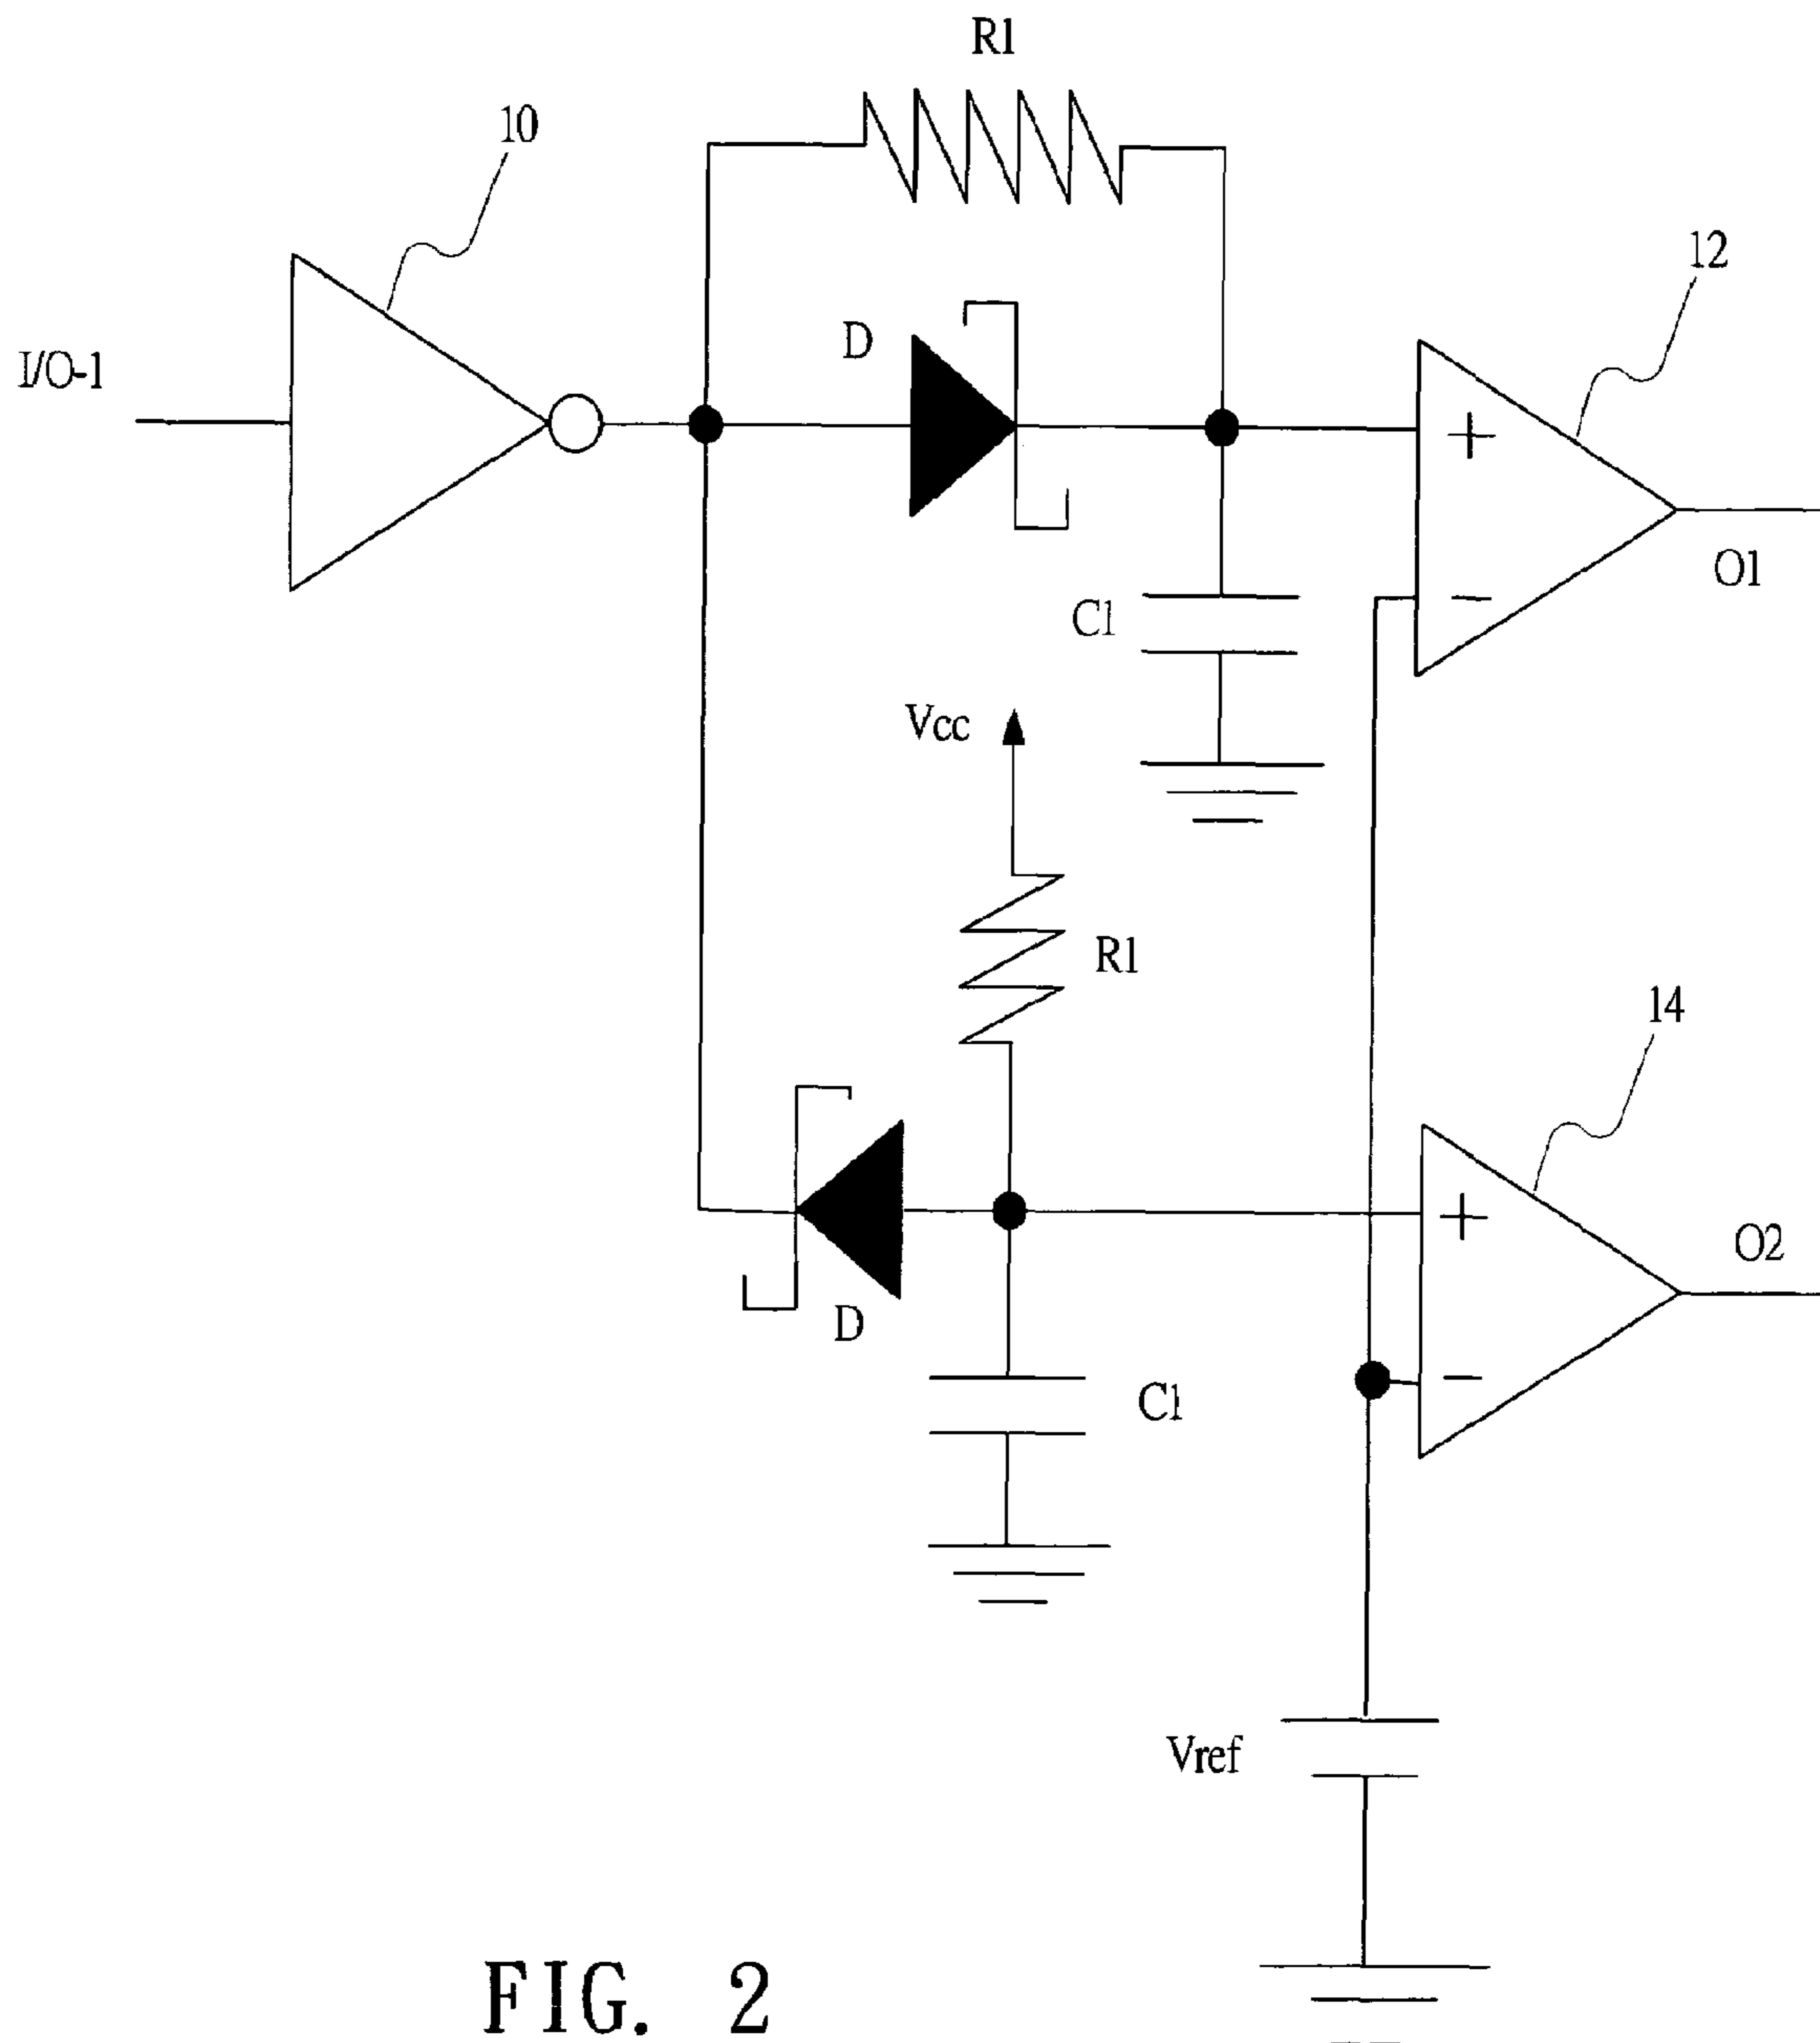 R1
10
12
I/O-1
D
+
O1
−
C1
Vcc
R1
14
+
O2
D
−
C1
Vref
FIG. 2